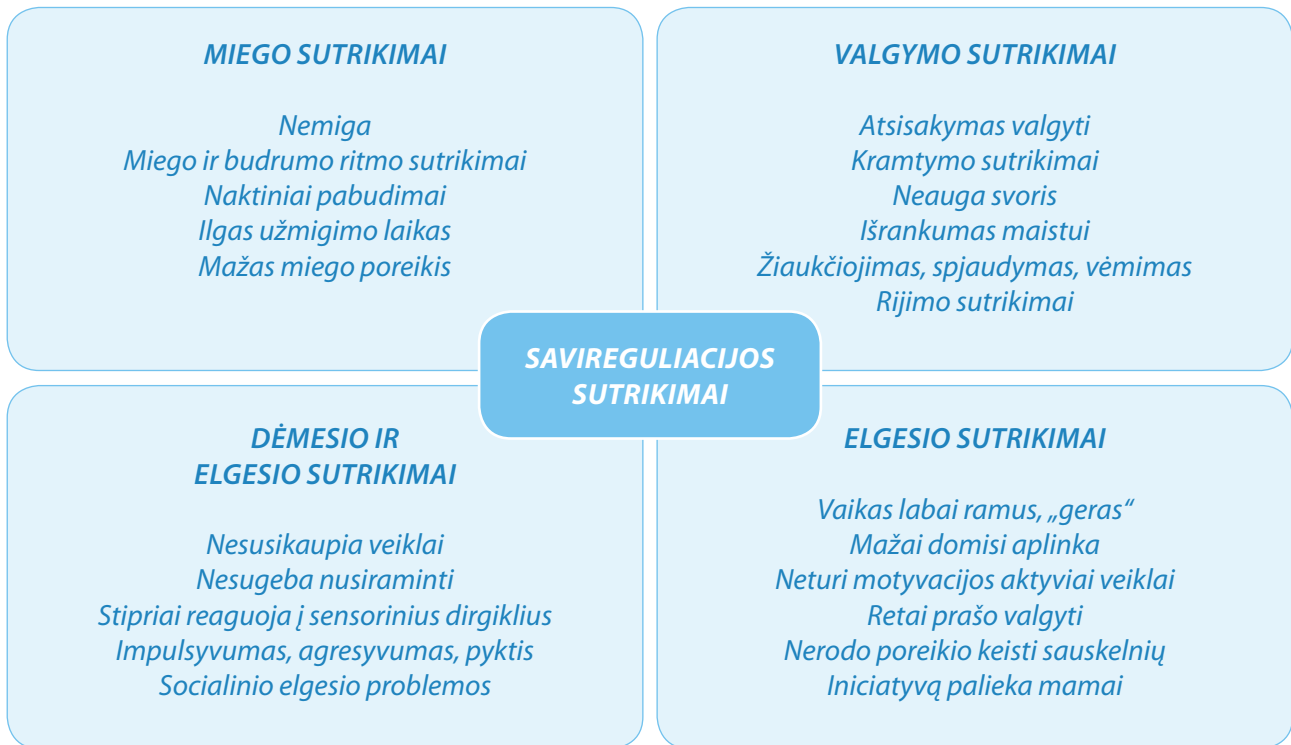 MIEGO SUTRIKIMAI
Nemiga
Miego ir budrumo ritmo sutrikimai
Naktiniai pabudimai
Ilgas užmigimo laikas
Mažas miego poreikis
VALGYMO SUTRIKIMAI
Atsisakymas valgyti
Kramtymo sutrikimai
Neauga svoris
Išrankumas maistui
Žiaukčiojimas, spjaudymas, vėmimas
Rijimo sutrikimai
SAVIREGULIACIJOS
SUTRIKIMAI
DĖMESIO IR
ELGESIO SUTRIKIMAI
Nesusikaupia veiklai
Nesugeba nusiraminti
Stipriai reaguoja į sensorinius dirgiklius
Impulsyvumas, agresyvumas, pyktis
Socialinio elgesio problemos
ELGESIO SUTRIKIMAI
Vaikas labai ramus, „geras“
Mažai domisi aplinka
Neturi motyvacijos aktyviai veiklai
Retai prašo valgyti
Nerodo poreikio keisti sauskelnių
Iniciatyvą palieka mamai